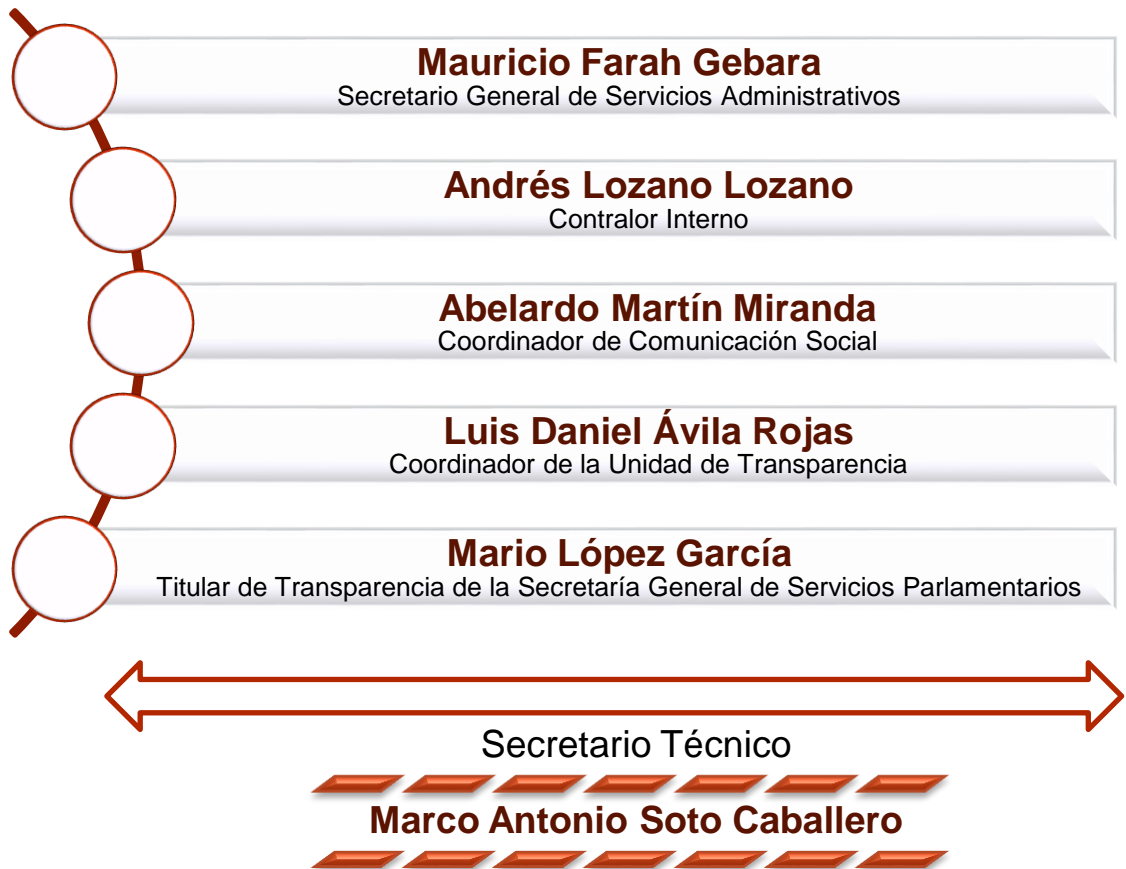 Mauricio Farah Gebara
Secretario General de Servicios Administrativos
Andrés Lozano Lozano
Contralor Interno
Abelardo Martín Miranda
Coordinador de Comunicación Social
Luis Daniel Ávila Rojas
Coordinador de la Unidad de Transparencia
Mario López García
Titular de Transparencia de la Secretaría General de Servicios Parlamentarios
Secretario Técnico
Marco Antonio Soto Caballero